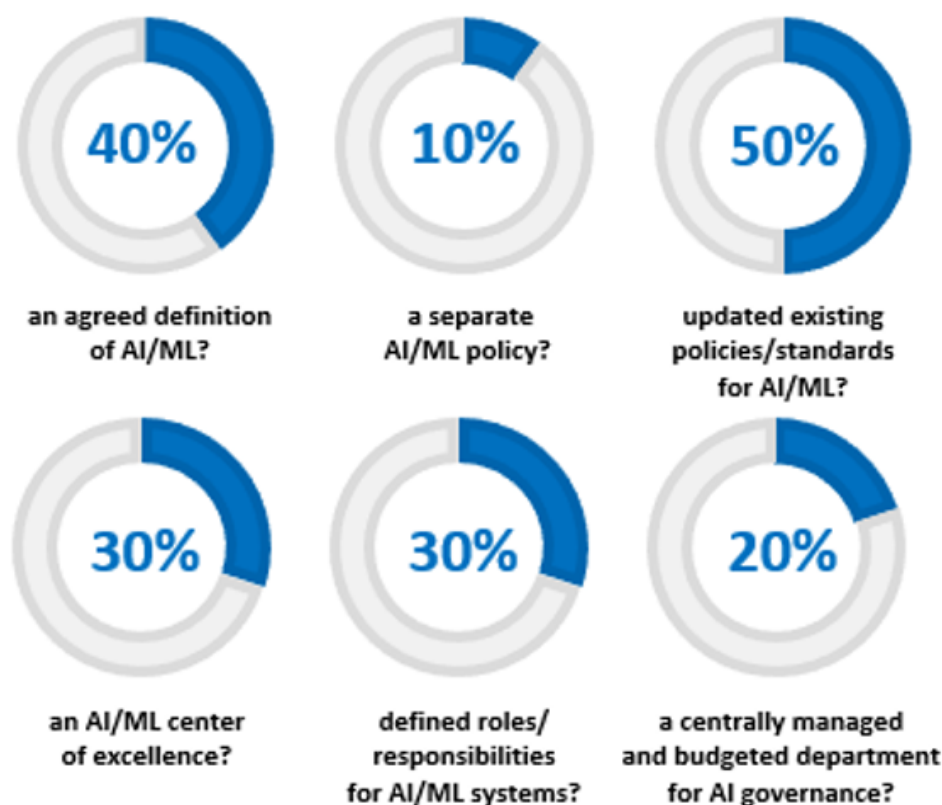 40%
10%
50%
an agreed definition
of AI/ML?
a separate
AI/ML policy?
updated existing
policies/standards
for AI/ML?
30%
30%
20%
an AI/ML center
of excellence?
defined roles/
responsibilities
for AI/ML systems?
a centrally managed
and budgeted department
for AI governance?